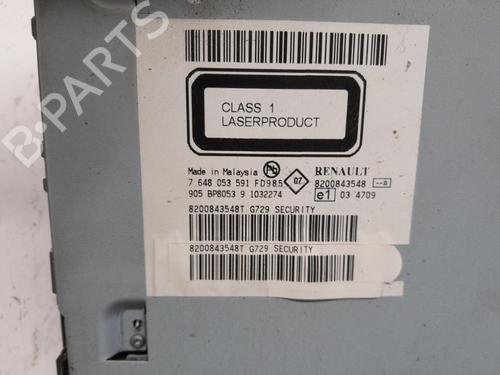 B-PARTS
CLASS 1
LASERPRODUCT
Made in Malaysia Pb RENAULT
7 648 053 591 FD985 07 8200843548 --B
905 BP8053 9 1032274 e1 03 4709
8200843548T G729 SECURITY
8200843548T G729 SECURITY